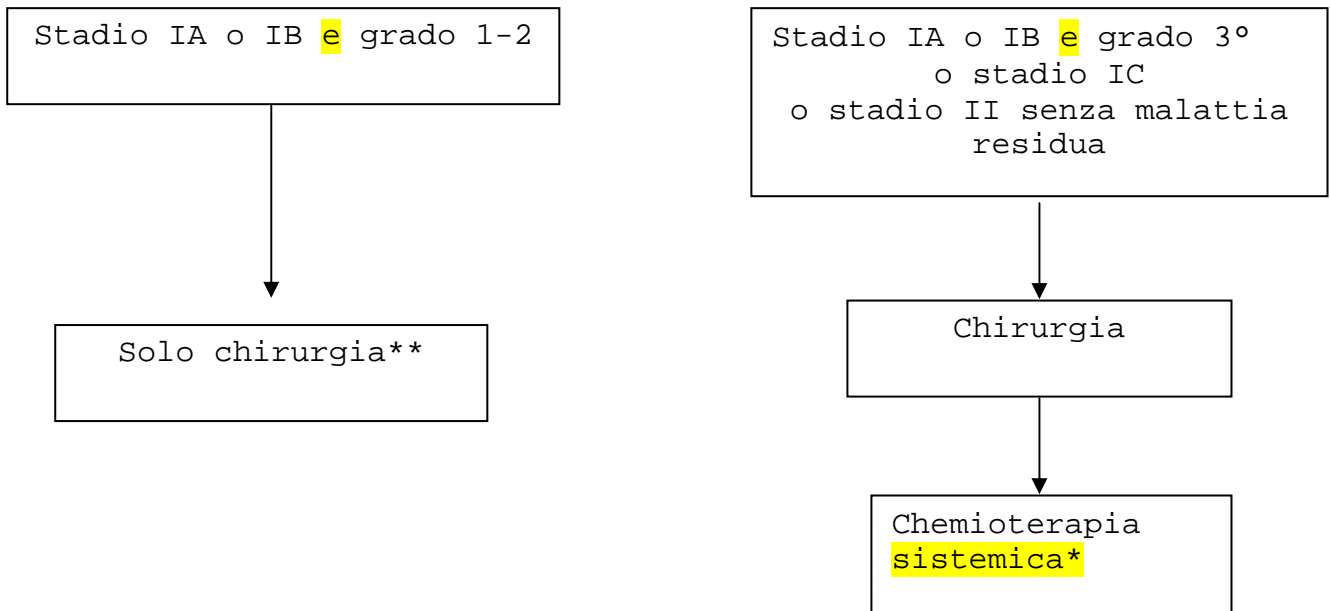 Stadio IA o IB e grado 1-2
Solo chirurgia**
Stadio IA o IB e grado 3º
o stadio IC
o stadio II senza malattia
residua
Chirurgia
Chemioterapia
sistemica*